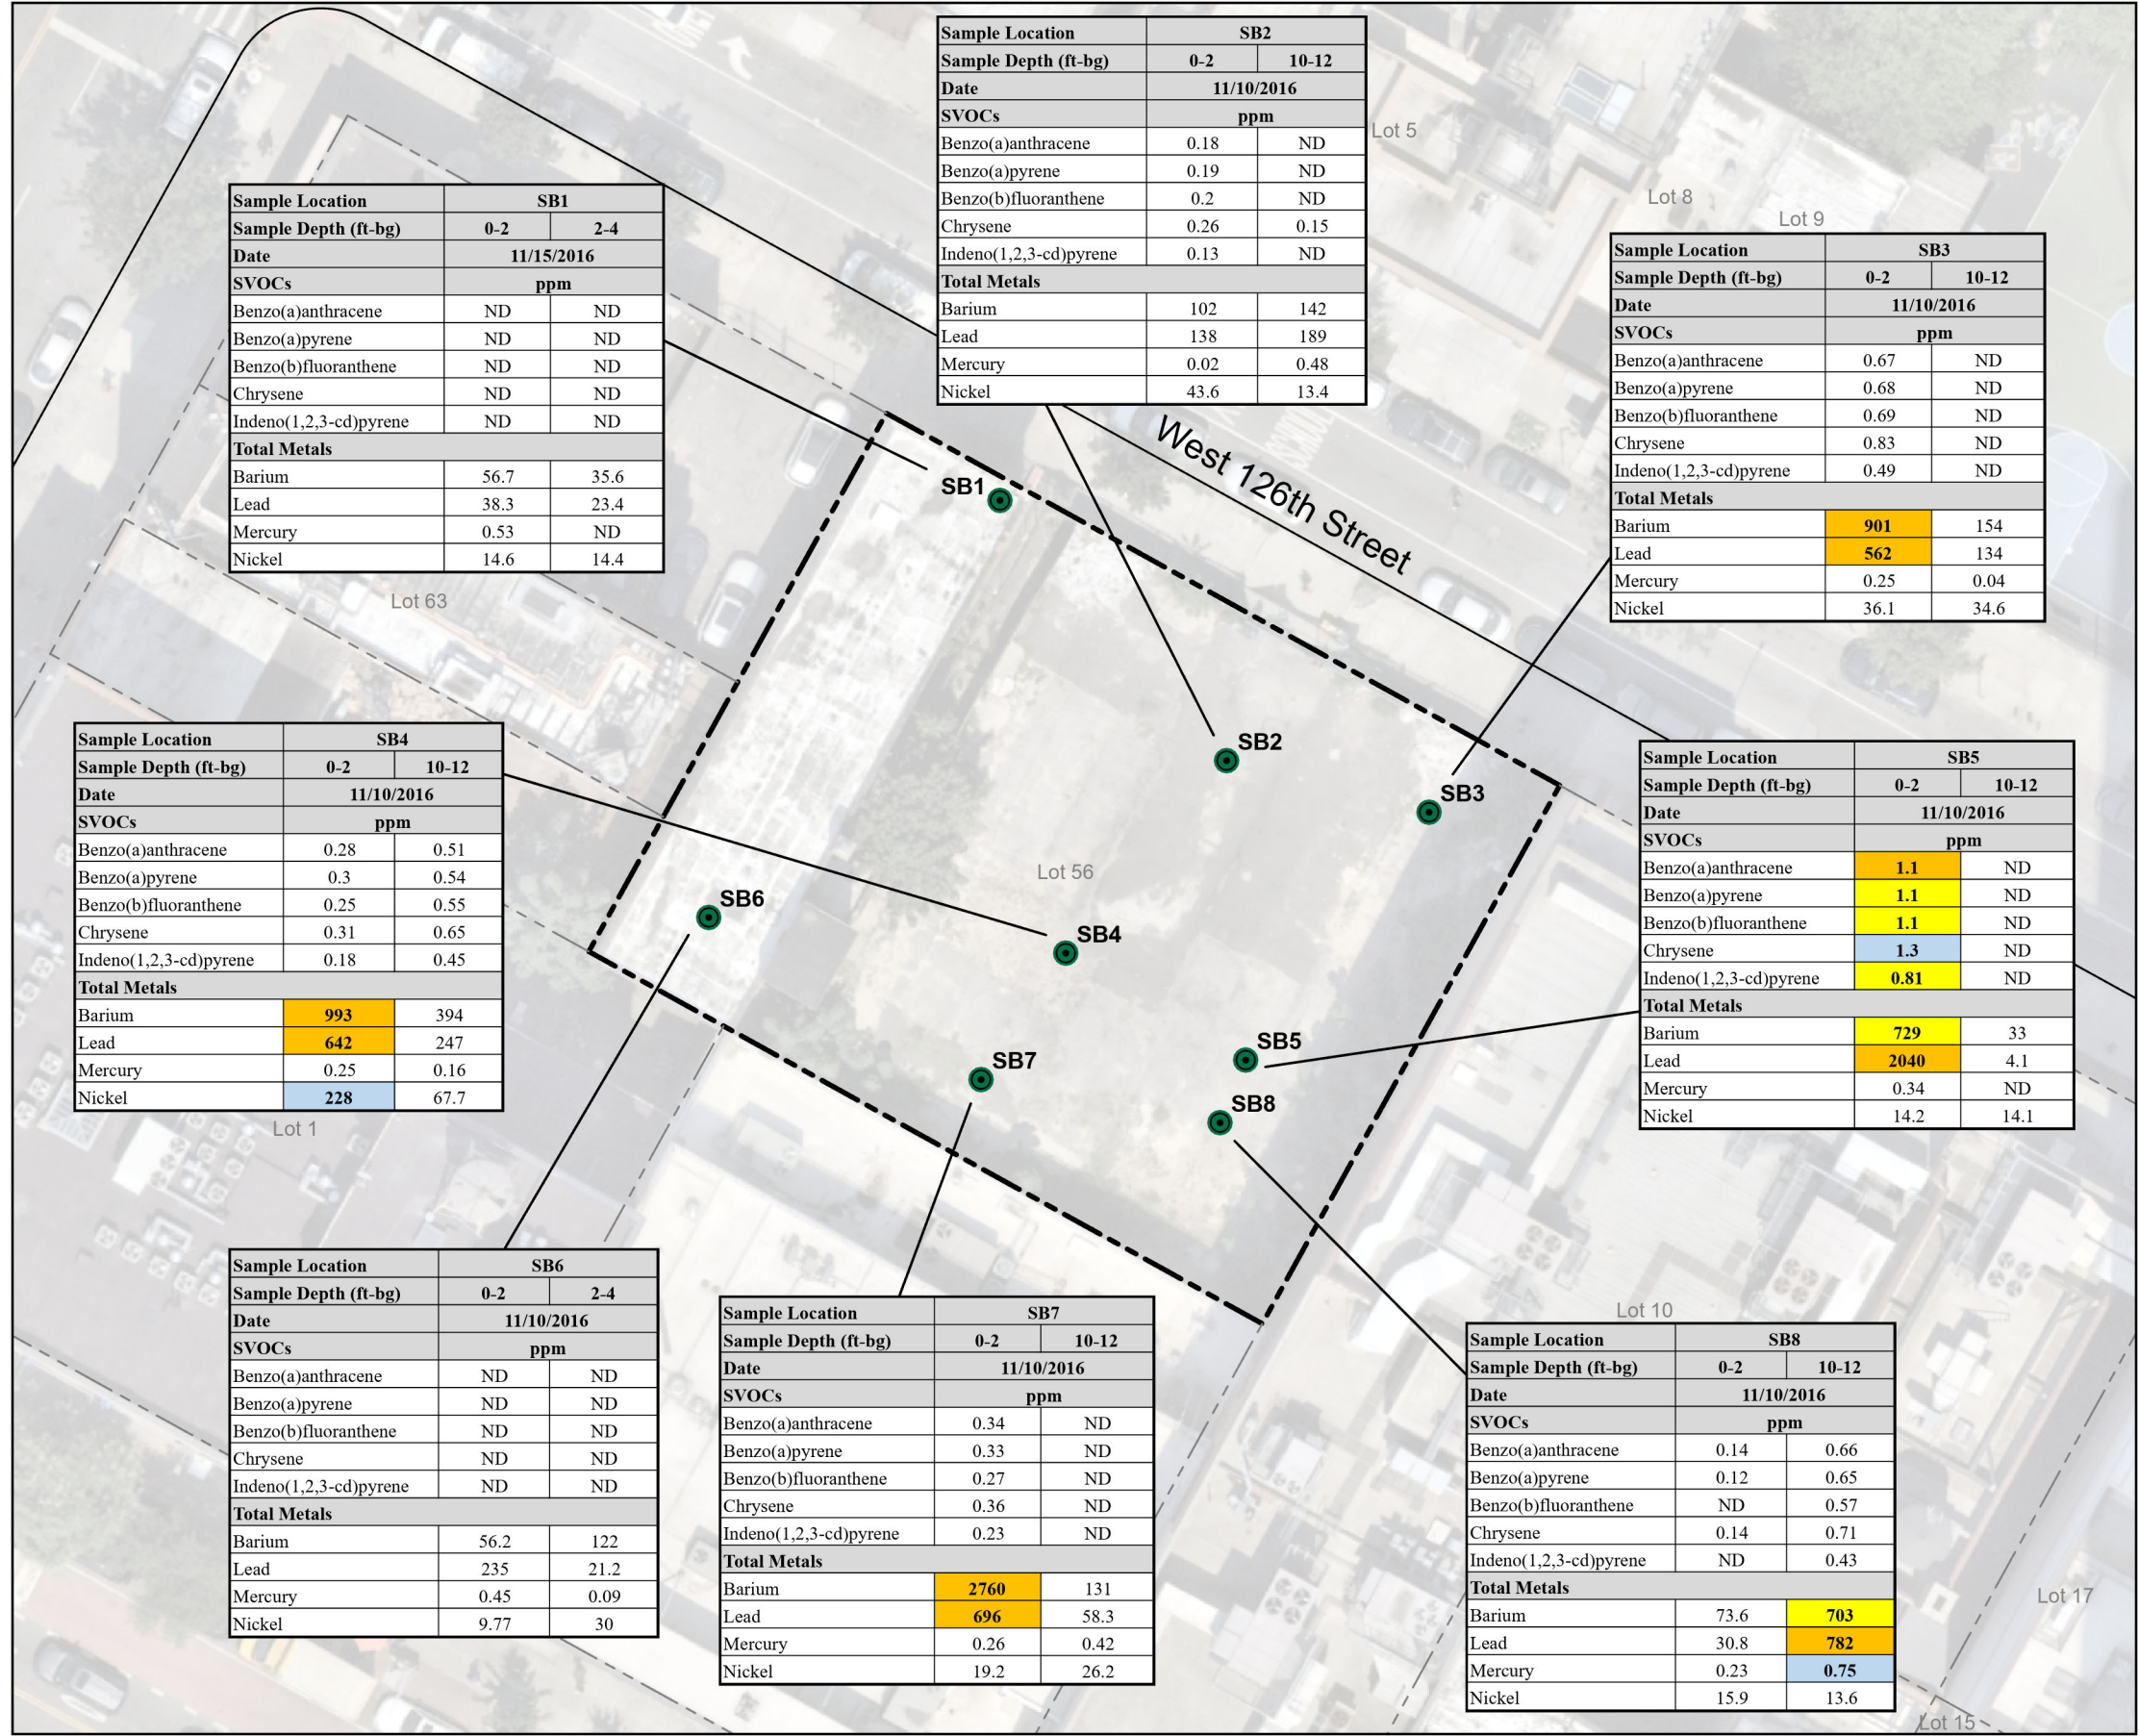 Sample Location SB2
Sample Depth (ft-bg) 0-2 10-12
Date 11/10/2016
SVOCs ppm
Benzo(a)anthracene 0.18 ND
Benzo(a)pyrene 0.19 ND
Benzo(b)fluoranthene 0.2 ND
Chrysene 0.26 0.15
Indeno(1,2,3-cd)pyrene 0.13 ND
Total Metals
Barium 102 142
Lead 138 189
Mercury 0.02 0.48
Nickel 43.6 13.4
Lot 5
Lot 8
Lot 9
Sample Location SB1
Sample Depth (ft-bg) 0-2 2-4
Date 11/15/2016
SVOCs ppm
Benzo(a)anthracene ND ND
Benzo(a)pyrene ND ND
Benzo(b)fluoranthene ND ND
Chrysene ND ND
Indeno(1,2,3-cd)pyrene ND ND
Total Metals
Barium 56.7 35.6
Lead 38.3 23.4
Mercury 0.53 ND
Nickel 14.6 14.4
Sample Location SB3
Sample Depth (ft-bg) 0-2 10-12
Date 11/10/2016
SVOCs ppm
Benzo(a)anthracene 0.67 ND
Benzo(a)pyrene 0.68 ND
Benzo(b)fluoranthene 0.69 ND
Chrysene 0.83 ND
Indeno(1,2,3-cd)pyrene 0.49 ND
Total Metals
Barium 901 154
Lead 562 134
Mercury 0.25 0.04
Nickel 36.1 34.6
West 126th Street
SB1
Lot 63
SB2
SB3
Lot 56
SB6
SB4
SB5
SB7
SB8
Sample Location SB4
Sample Depth (ft-bg) 0-2 10-12
Date 11/10/2016
SVOCs ppm
Benzo(a)anthracene 0.28 0.51
Benzo(a)pyrene 0.3 0.54
Benzo(b)fluoranthene 0.25 0.55
Chrysene 0.31 0.65
Indeno(1,2,3-cd)pyrene 0.18 0.45
Total Metals
Barium 993 394
Lead 642 247
Mercury 0.25 0.16
Nickel 228 67.7
Lot 1
Sample Location SB5
Sample Depth (ft-bg) 0-2 10-12
Date 11/10/2016
SVOCs ppm
Benzo(a)anthracene 1.1 ND
Benzo(a)pyrene 1.1 ND
Benzo(b)fluoranthene 1.1 ND
Chrysene 1.3 ND
Indeno(1,2,3-cd)pyrene 0.81 ND
Total Metals
Barium 729 33
Lead 2040 4.1
Mercury 0.34 ND
Nickel 14.2 14.1
Sample Location SB6
Sample Depth (ft-bg) 0-2 2-4
Date 11/10/2016
SVOCs ppm
Benzo(a)anthracene ND ND
Benzo(a)pyrene ND ND
Benzo(b)fluoranthene ND ND
Chrysene ND ND
Indeno(1,2,3-cd)pyrene ND ND
Total Metals
Barium 56.2 122
Lead 235 21.2
Mercury 0.45 0.09
Nickel 9.77 30
Sample Location SB7
Sample Depth (ft-bg) 0-2 10-12
Date 11/10/2016
SVOCs ppm
Benzo(a)anthracene 0.34 ND
Benzo(a)pyrene 0.33 ND
Benzo(b)fluoranthene 0.27 ND
Chrysene 0.36 ND
Indeno(1,2,3-cd)pyrene 0.23 ND
Total Metals
Barium 2760 131
Lead 696 58.3
Mercury 0.26 0.42
Nickel 19.2 26.2
Lot 10
Sample Location SB8
Sample Depth (ft-bg) 0-2 10-12
Date 11/10/2016
SVOCs ppm
Benzo(a)anthracene 0.14 0.66
Benzo(a)pyrene 0.12 0.65
Benzo(b)fluoranthene ND 0.57
Chrysene 0.14 0.71
Indeno(1,2,3-cd)pyrene ND 0.43
Total Metals
Barium 73.6 703
Lead 30.8 782
Mercury 0.23 0.75
Nickel 15.9 13.6
Lot 17
Lot 15